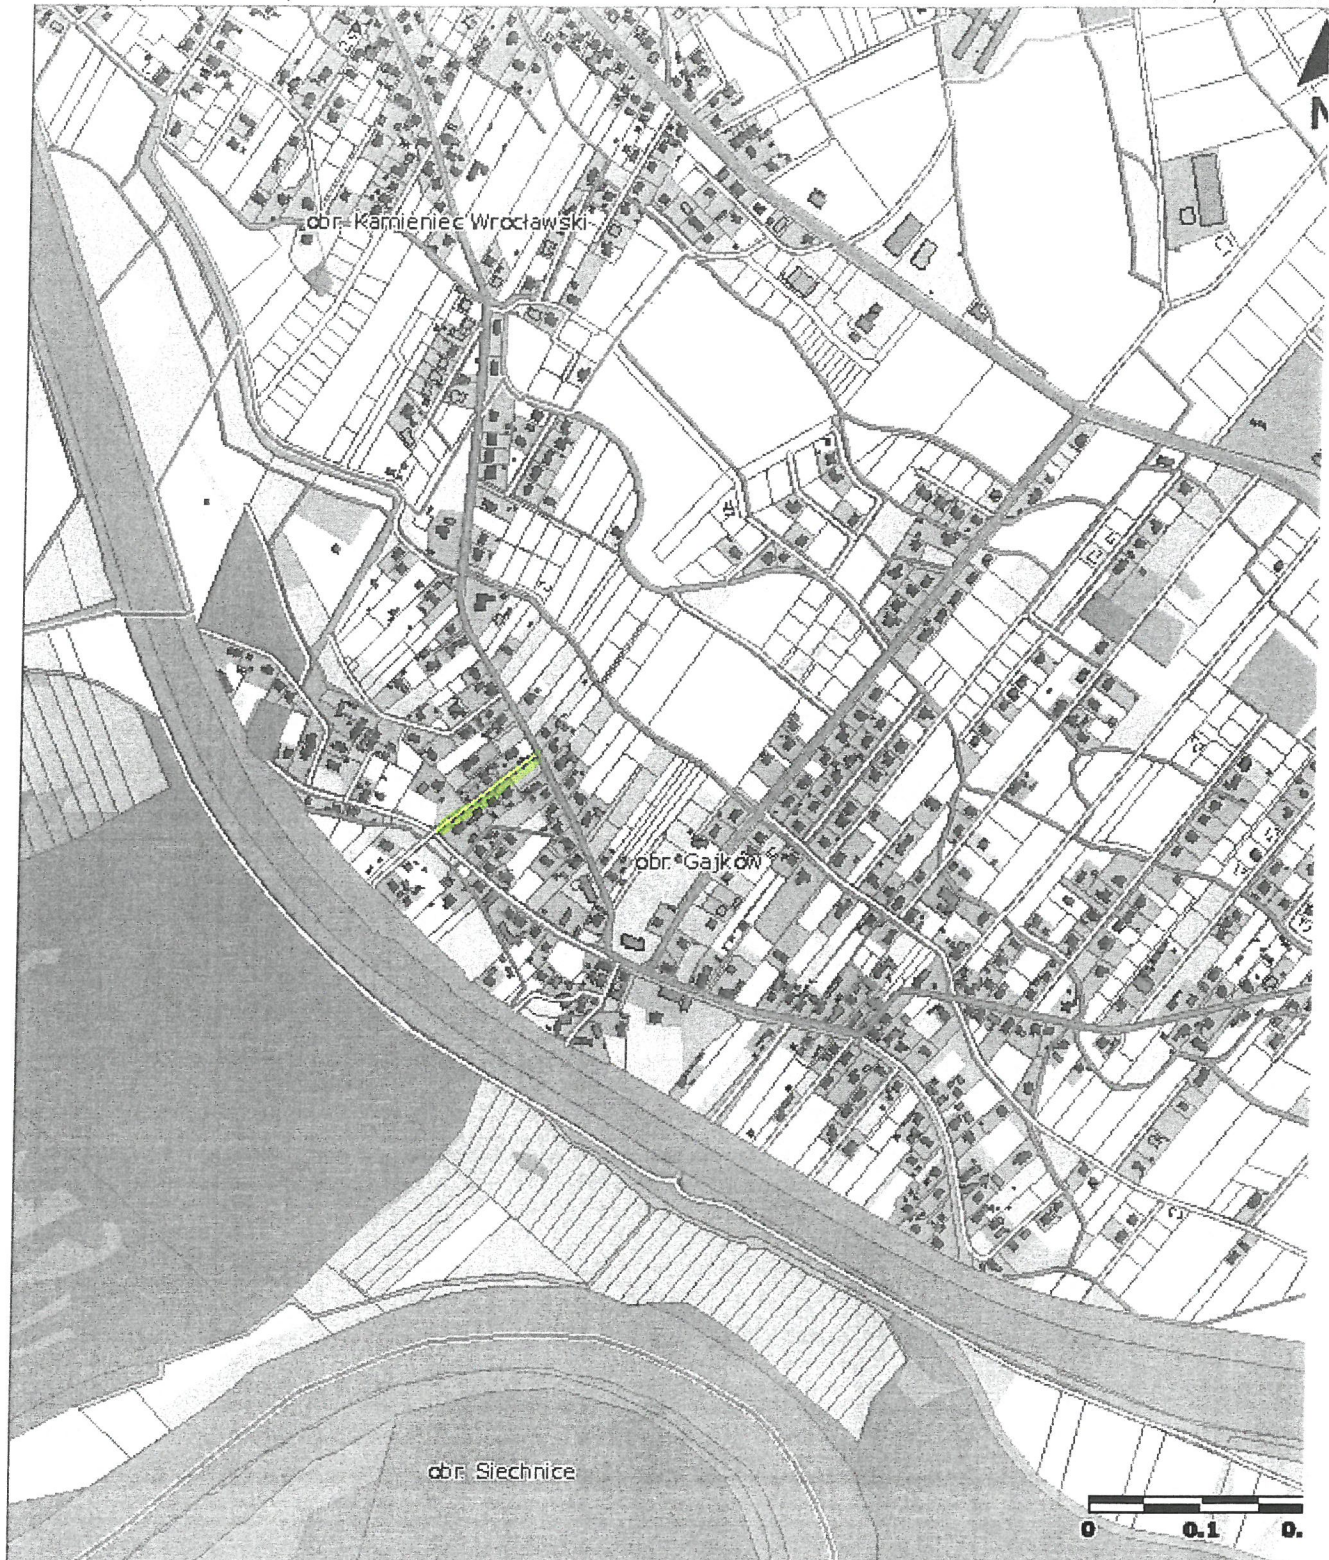 N
obr. Kamieniec Wrocławski
obr. Gajków
obr. Siechnice
0 0.1 0.